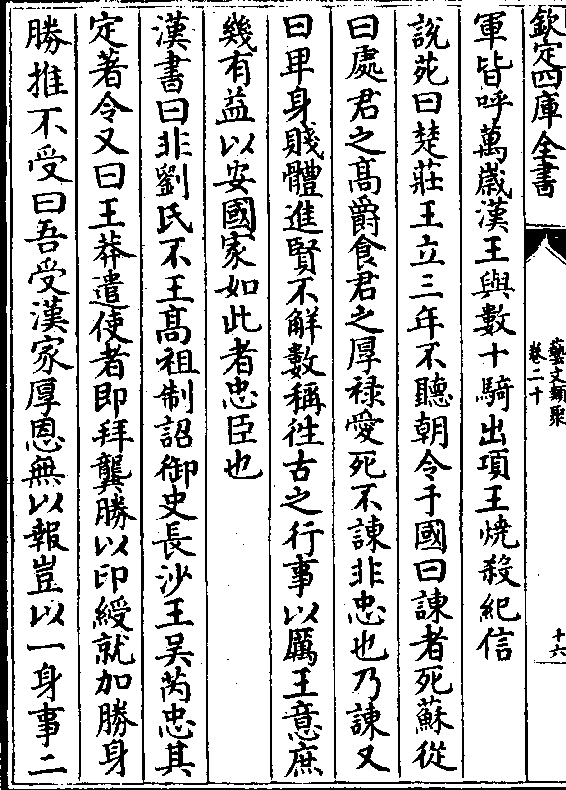 欽定四庫全書
藝文類聚
卷二十
十六
軍皆呼萬歳漢王與數十騎出項王燒殺紀信
說苑曰楚莊王立三年不聽朝令于國曰諫者死蘇從
曰處君之髙爵食君之厚禄愛死不諫非忠也乃諫又
曰卑身賤體進賢不解數稱徃古之行事以厲王意庶
幾有益以安國家如此者忠臣也
漢書曰非劉氏不王髙祖制詔御史長沙王吴芮忠其
定著令又曰王莽遣使者即拜龔勝以印綬就加勝身
勝推不受曰吾受漢家厚恩無以報豈以一身事二